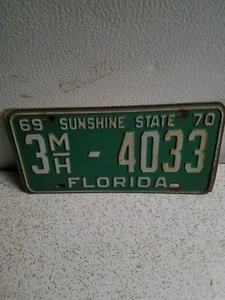 69 SUNSHINE STATE 70
3 M/H - 4033
FLORIDA